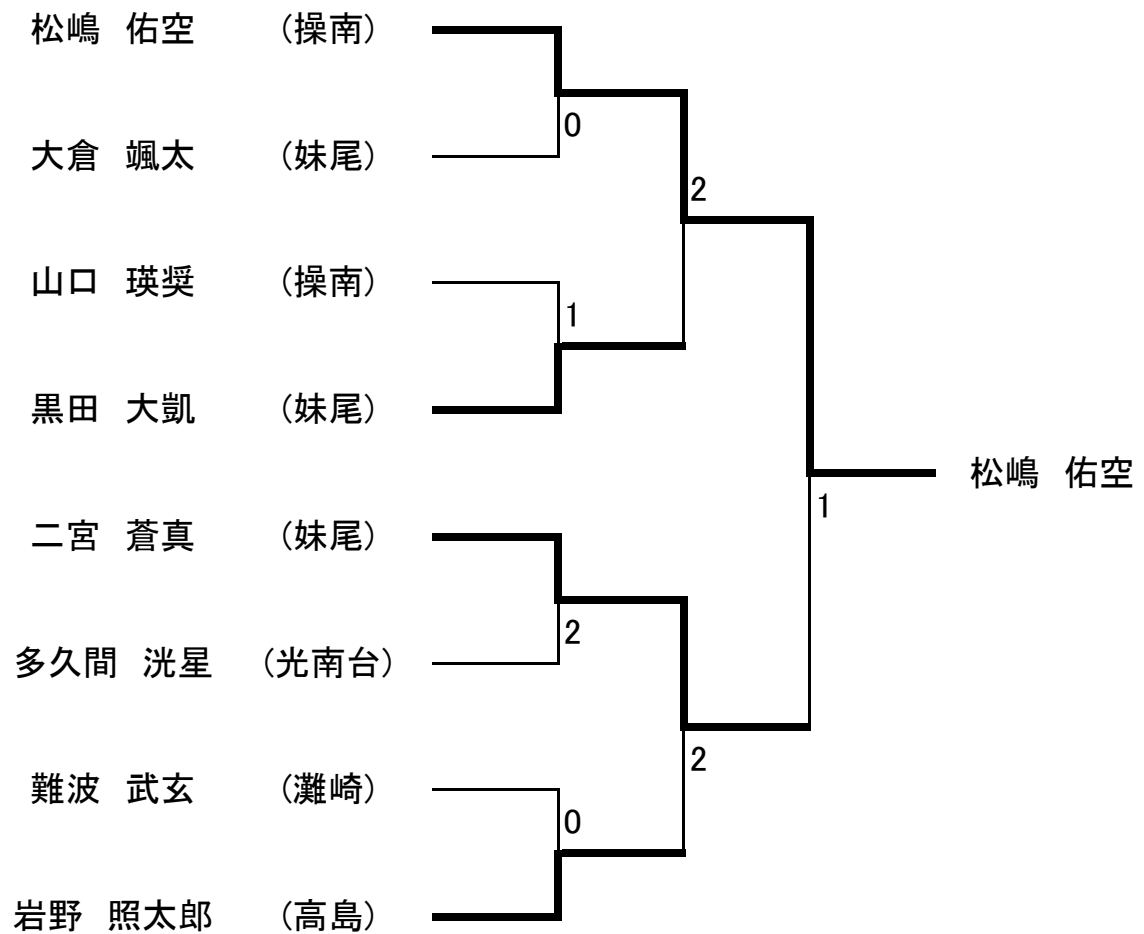 松嶋　佑空　（操南）
0
大倉　颯太　（妹尾）
2
山口　瑛奨　（操南）
1
黒田　大凱　（妹尾）
松嶋　佑空
1
二宮　蒼真　（妹尾）
2
多久間　洸星　（光南台）
2
難波　武玄　（灘崎）
0
岩野　照太郎　（高島）